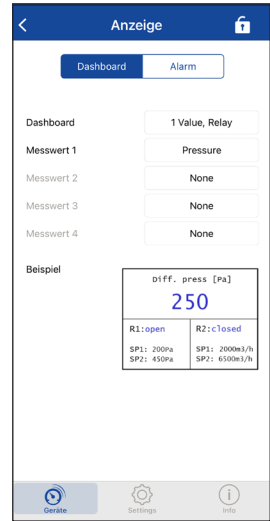 Anzeige
Dashboard Alarm
Dashboard 1 Value, Relay
Messwert 1 Pressure
Messwert 2 None
Messwert 3 None
Messwert 4 None
Beispiel
Diff. press [Pa]
250
R1:open R2:closed
SP1: 200Pa SP1: 2000m3/h
SP2: 450Pa SP2: 6500m3/h
Geräte Settings Info